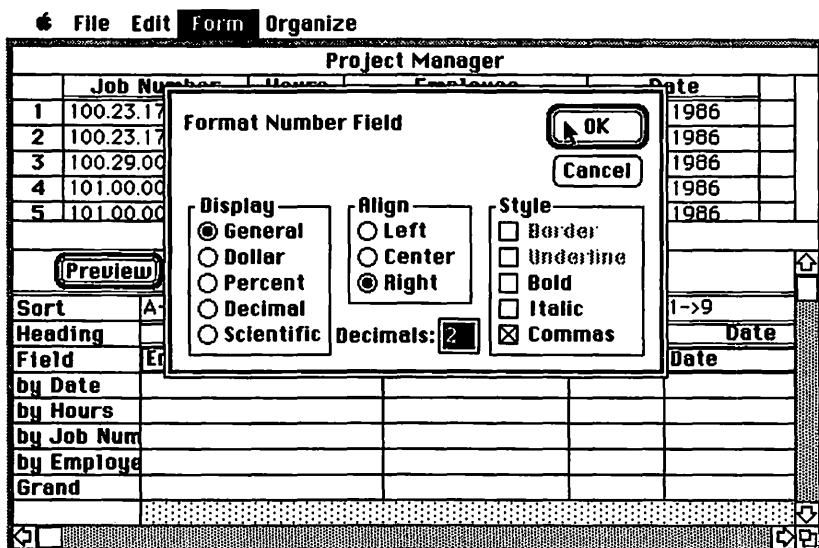 File Edit Form Organize
Project Manager
Job Number Hours Employee Date
1 100.23.17 1986
2 100.23.17 1986
3 100.29.00 1986
4 101.00.00 1986
5 101.00.00 1986
Format Number Field
OK
Cancel
Display
General
Dollar
Percent
Decimal
Scientific
Align
Left
Center
Right
Decimals: 2
Style
Border
Underline
Bold
Italic
Commas
Preview
Sort A- 1->9
Heading Date
Field Date
by Date
by Hours
by Job Num
by Employe
Grand